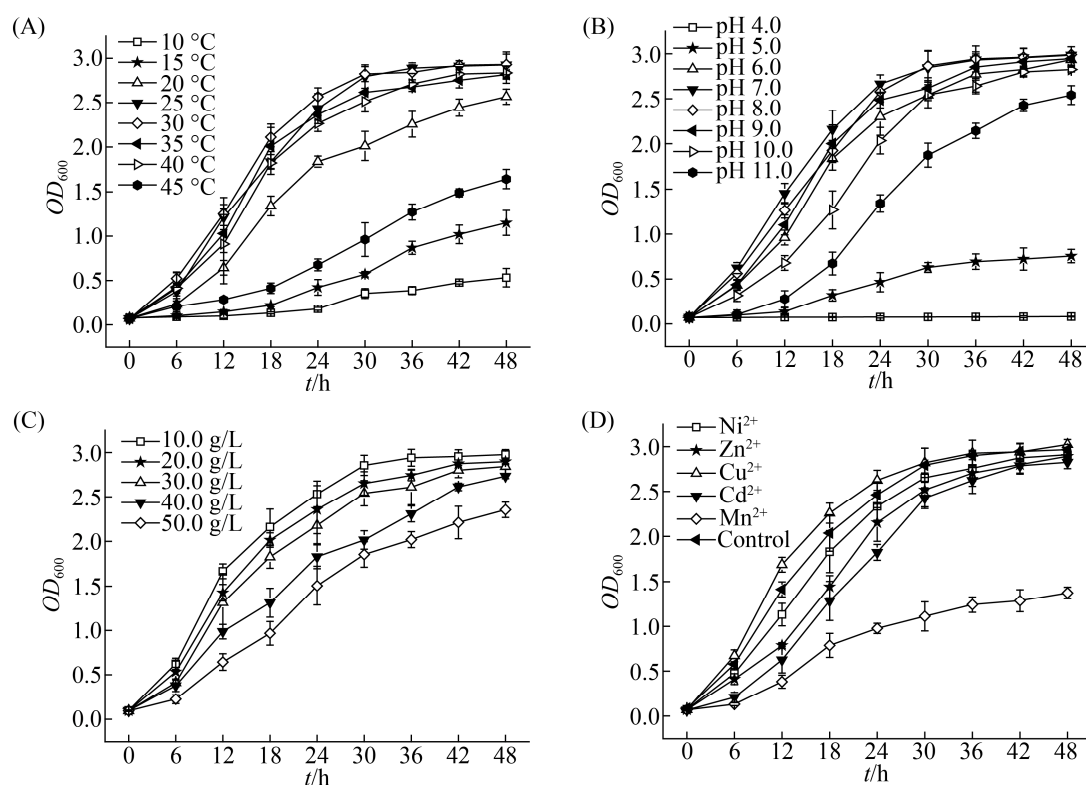 (A)
10 °C
15 °C
20 °C
25 °C
30 °C
35 °C
40 °C
45 °C
OD600
3.0
2.5
2.0
1.5
1.0
0.5
0.0
0 6 12 18 24 30 36 42 48
t/h
(B)
pH 4.0
pH 5.0
pH 6.0
pH 7.0
pH 8.0
pH 9.0
pH 10.0
pH 11.0
OD600
3.0
2.5
2.0
1.5
1.0
0.5
0.0
0 6 12 18 24 30 36 42 48
t/h
(C)
10.0 g/L
20.0 g/L
30.0 g/L
40.0 g/L
50.0 g/L
OD600
3.0
2.5
2.0
1.5
1.0
0.5
0.0
0 6 12 18 24 30 36 42 48
t/h
(D)
Ni2+
Zn2+
Cu2+
Cd2+
Mn2+
Control
OD600
3.0
2.5
2.0
1.5
1.0
0.5
0.0
0 6 12 18 24 30 36 42 48
t/h